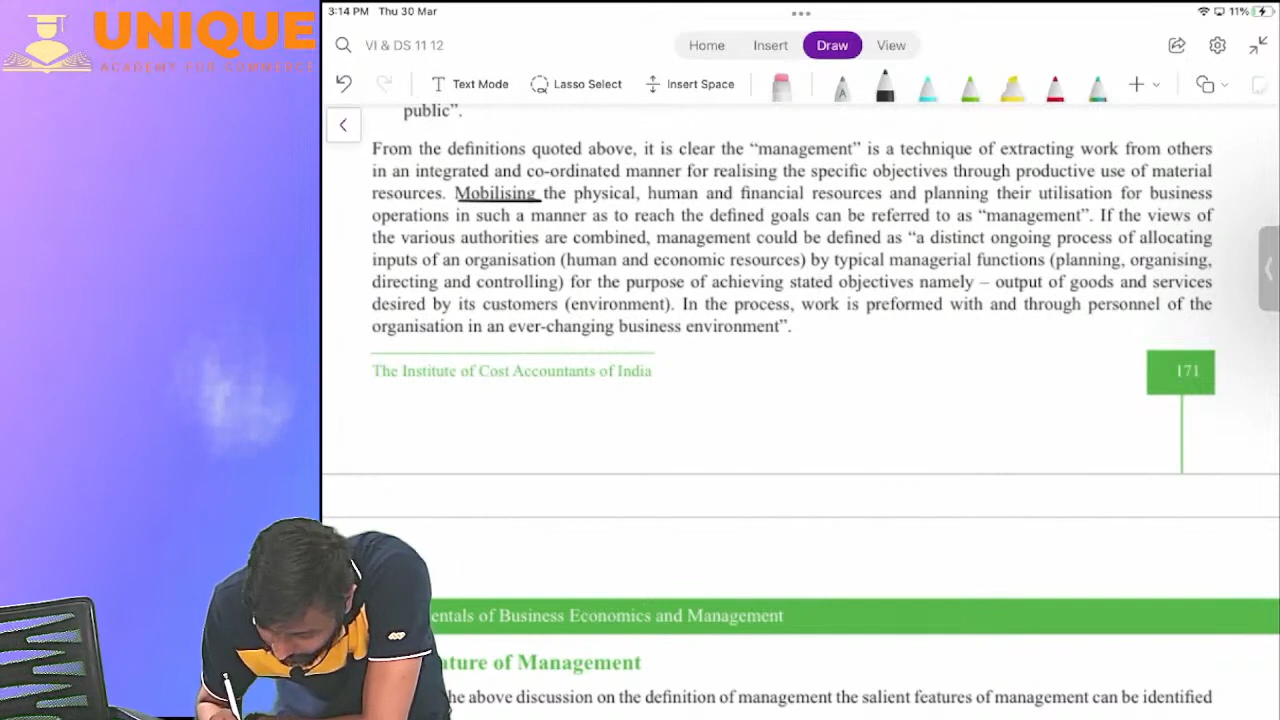 UNIQUE
ACADEMY FOR COMMERCE
3:14 PM Thu 30 Mar
11%
VI & DS 11 12
Home Insert Draw View
Text Mode Lasso Select Insert Space
public”.
From the definitions quoted above, it is clear the “management” is a technique of extracting work from others
in an integrated and co-ordinated manner for realising the specific objectives through productive use of material
resources. Mobilising the physical, human and financial resources and planning their utilisation for business
operations in such a manner as to reach the defined goals can be referred to as “management”. If the views of
the various authorities are combined, management could be defined as “a distinct ongoing process of allocating
inputs of an organisation (human and economic resources) by typical managerial functions (planning, organising,
directing and controlling) for the purpose of achieving stated objectives namely – output of goods and services
desired by its customers (environment). In the process, work is preformed with and through personnel of the
organisation in an ever-changing business environment”.
The Institute of Cost Accountants of India
171
entals of Business Economics and Management
ature of Management
he above discussion on the definition of management the salient features of management can be identified